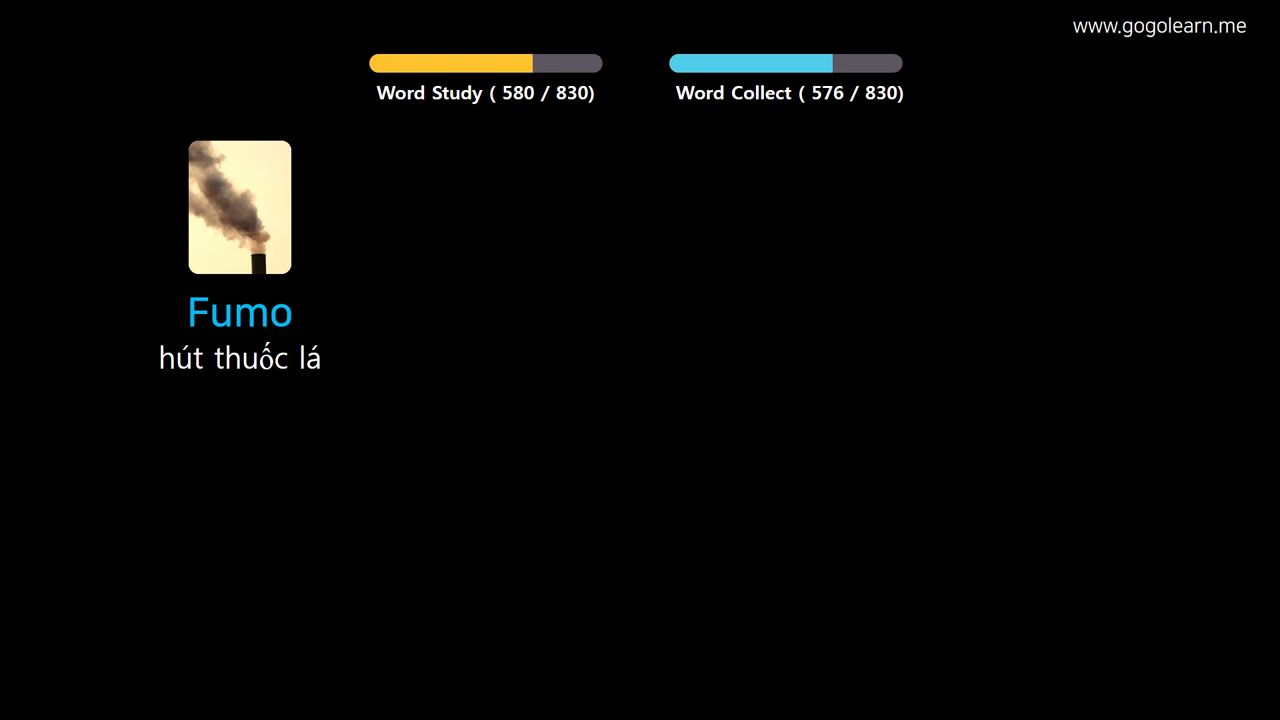 www.gogolearn.me
Word Study ( 580 / 830)
Word Collect ( 576 / 830)
Fumo
hút thuốc lá